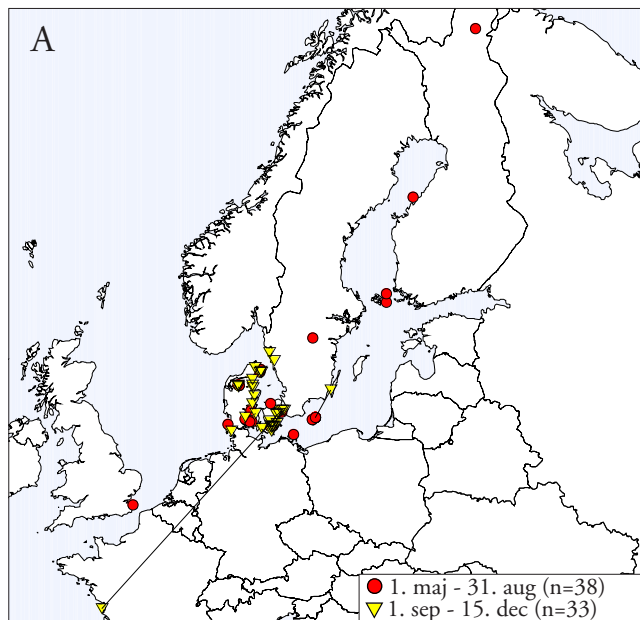 A
1. maj - 31. aug (n=38)
1. sep - 15. dec (n=33)